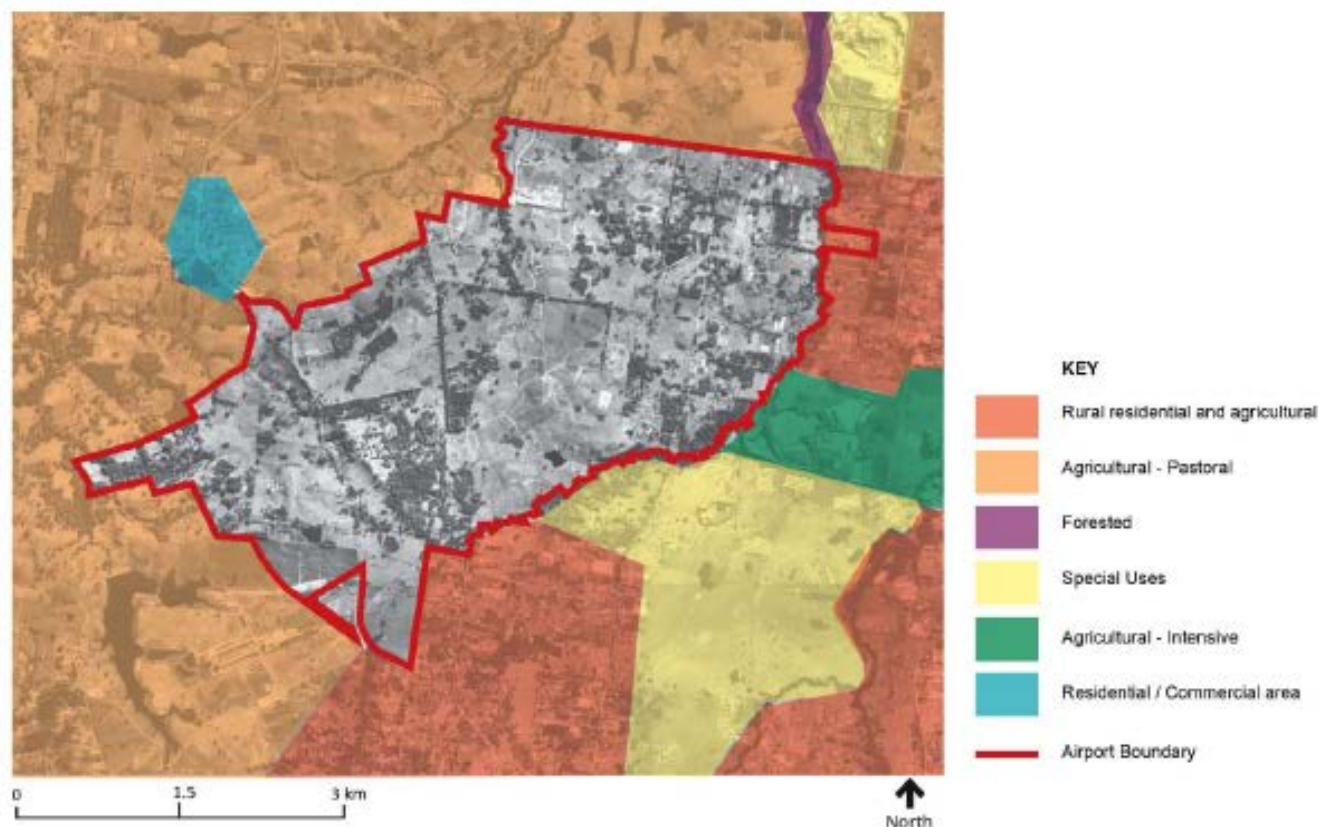 KEY
Rural residential and agricultural
Agricultural - Pastoral
Forested
Special Uses
Agricultural - Intensive
Residential / Commercial area
Airport Boundary
0 1.5 3 km
North